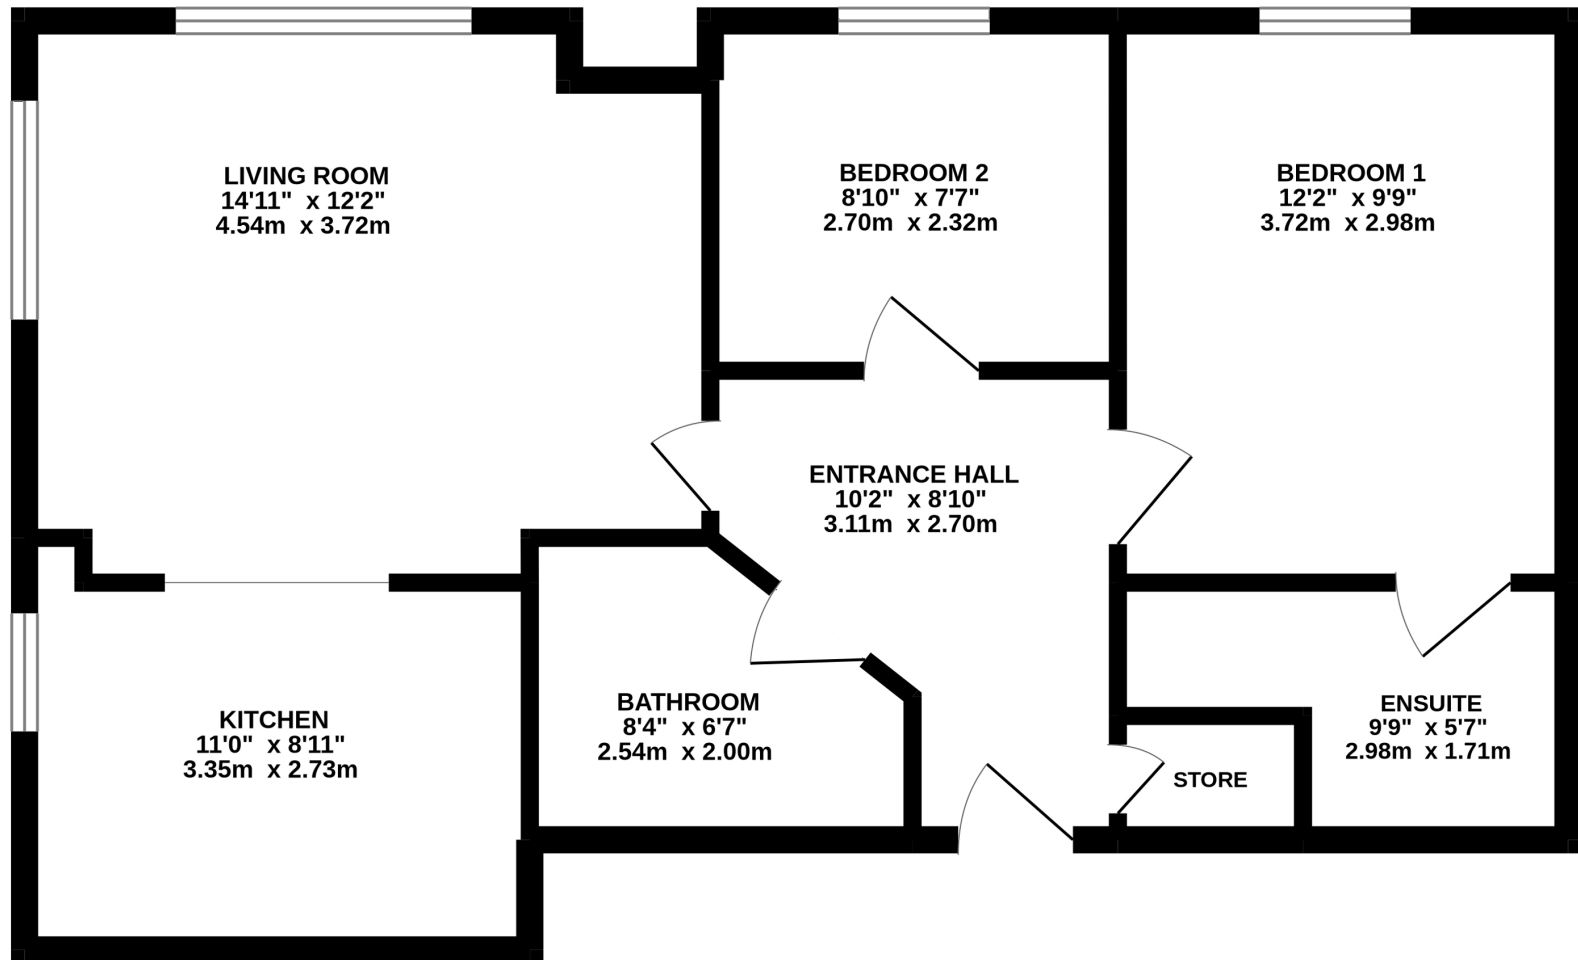 LIVING ROOM
14'11" x 12'2"
4.54m x 3.72m
BEDROOM 2
8'10" x 7'7"
2.70m x 2.32m
BEDROOM 1
12'2" x 9'9"
3.72m x 2.98m
ENTRANCE HALL
10'2" x 8'10"
3.11m x 2.70m
KITCHEN
11'0" x 8'11"
3.35m x 2.73m
BATHROOM
8'4" x 6'7"
2.54m x 2.00m
ENSUITE
9'9" x 5'7"
2.98m x 1.71m
STORE